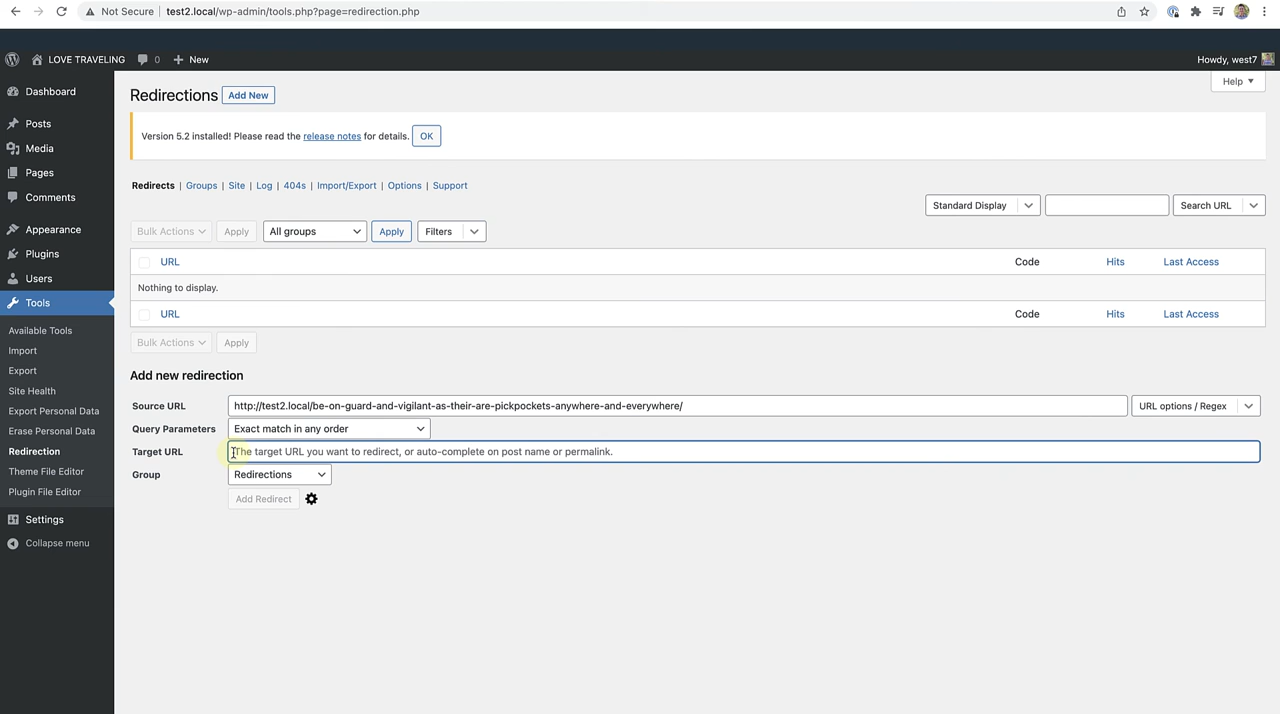 Not Secure test2.local/wp-admin/tools.php?page=redirection.php
LOVE TRAVELING 0 New Howdy, west7
Help
Dashboard
Posts
Media
Pages
Comments
Appearance
Plugins
Users
Tools
Available Tools
Import
Export
Site Health
Export Personal Data
Erase Personal Data
Redirection
Theme File Editor
Plugin File Editor
Settings
Collapse menu
Redirections Add New
Version 5.2 installed! Please read the release notes for details. OK
Redirects | Groups | Site | Log | 404s | Import/Export | Options | Support
Standard Display Search URL
Bulk Actions Apply All groups Apply Filters
URL Code Hits Last Access
Nothing to display.
URL Code Hits Last Access
Bulk Actions Apply
Add new redirection
Source URL http://test2.local/be-on-guard-and-vigilant-as-their-are-pickpockets-anywhere-and-everywhere/ URL options / Regex
Query Parameters Exact match in any order
Target URL The target URL you want to redirect, or auto-complete on post name or permalink.
Group Redirections
Add Redirect